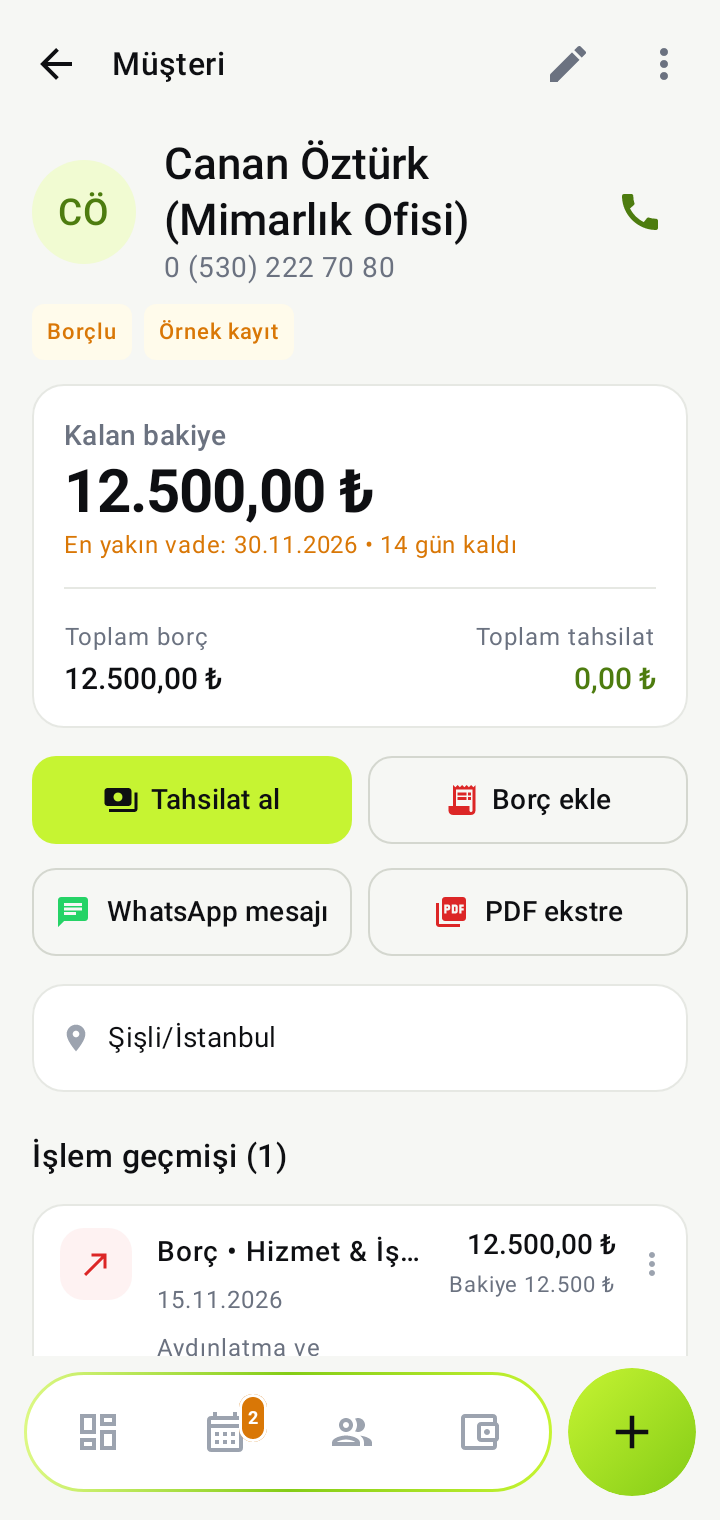 Müşteri
CÖ
Canan Öztürk
(Mimarlık Ofisi)
0 (530) 222 70 80
Borçlu
Örnek kayıt
Kalan bakiye
12.500,00 ₺
En yakın vade: 30.11.2026 • 14 gün kaldı
Toplam borç
Toplam tahsilat
12.500,00 ₺
0,00 ₺
Tahsilat al
Borç ekle
WhatsApp mesajı
PDF
PDF ekstre
Şişli/İstanbul
İşlem geçmişi (1)
Borç • Hizmet & İş…
12.500,00 ₺
15.11.2026
Bakiye 12.500 ₺
Aydınlatma ve
2